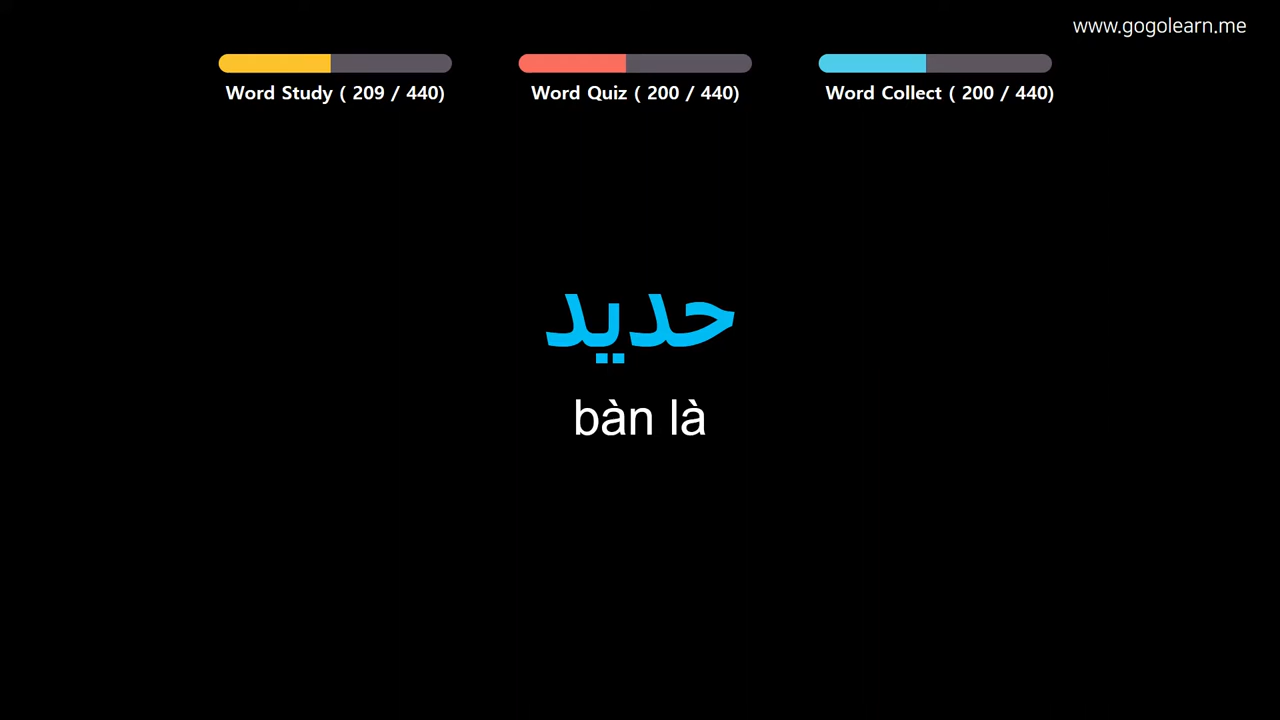 www.gogolearn.me
Word Study ( 209 / 440)
Word Quiz ( 200 / 440)
Word Collect ( 200 / 440)
حديد
bàn là